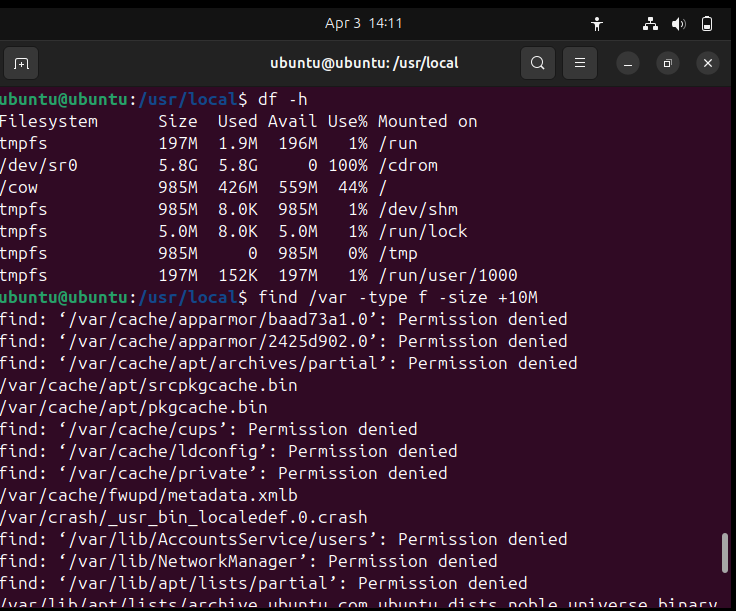 Apr 3 14:11
ubuntu@ubuntu: /usr/local
ubuntu@ubuntu:/usr/local$ df -h
Filesystem      Size  Used Avail Use% Mounted on
tmpfs           197M  1.9M  196M   1% /run
/dev/sr0        5.8G  5.8G     0 100% /cdrom
/cow            985M  426M  559M  44% /
tmpfs           985M  8.0K  985M   1% /dev/shm
tmpfs           5.0M  8.0K  5.0M   1% /run/lock
tmpfs           985M     0  985M   0% /tmp
tmpfs           197M  152K  197M   1% /run/user/1000
ubuntu@ubuntu:/usr/local$ find /var -type f -size +10M
find: ‘/var/cache/apparmor/baad73a1.0’: Permission denied
find: ‘/var/cache/apparmor/2425d902.0’: Permission denied
find: ‘/var/cache/apt/archives/partial’: Permission denied
/var/cache/apt/srcpkgcache.bin
/var/cache/apt/pkgcache.bin
find: ‘/var/cache/cups’: Permission denied
find: ‘/var/cache/ldconfig’: Permission denied
find: ‘/var/cache/private’: Permission denied
/var/cache/fwupd/metadata.xmlb
/var/crash/_usr_bin_localedef.0.crash
find: ‘/var/lib/AccountsService/users’: Permission denied
find: ‘/var/lib/NetworkManager’: Permission denied
find: ‘/var/lib/apt/lists/partial’: Permission denied
/var/lib/apt/lists/archive.ubuntu.com_ubuntu_dists_noble_universe_binary